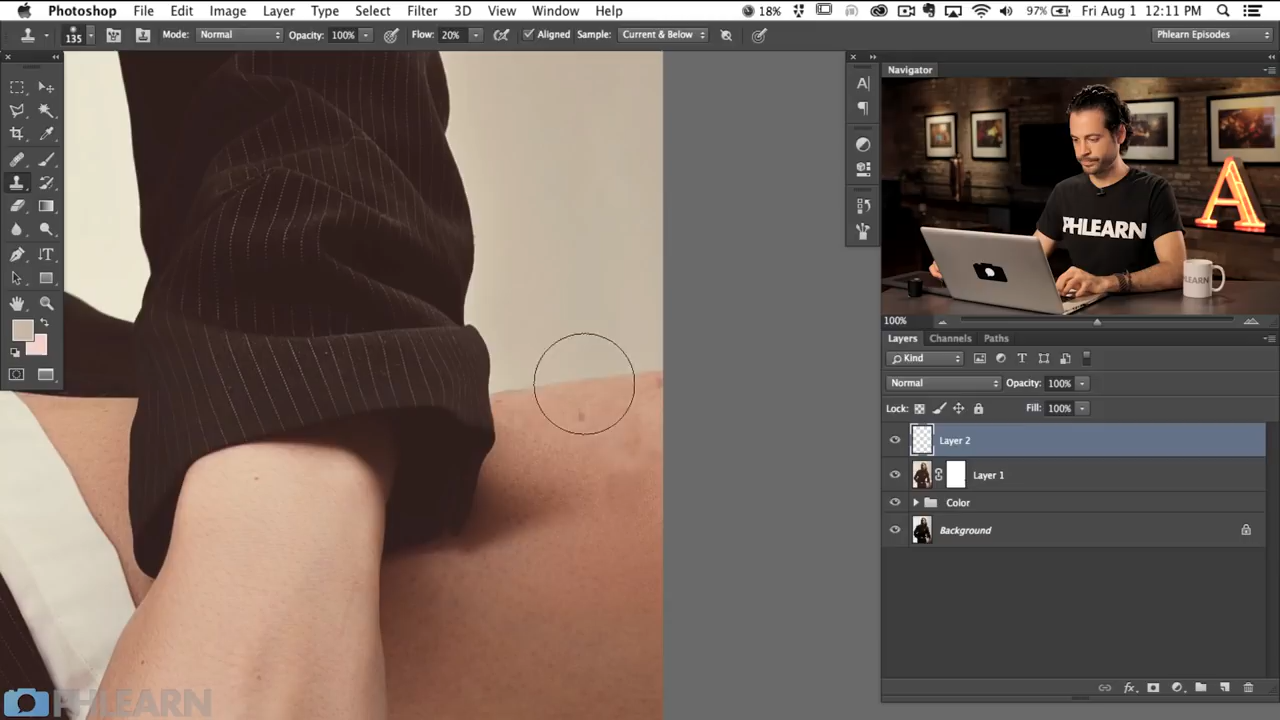 Photoshop File Edit Image Layer Type Select Filter 3D View Window Help 18% 97% Fri Aug 1 12:11 PM
135 Mode: Normal Opacity: 100% Flow: 20% Aligned Sample: Current & Below Phlearn Episodes
Navigator
PHLEARN
PHLEARN
A
100%
Layers Channels Paths
Kind
Normal Opacity: 100%
Lock: Fill: 100%
Layer 2
Layer 1
Color
Background
PHLEARN